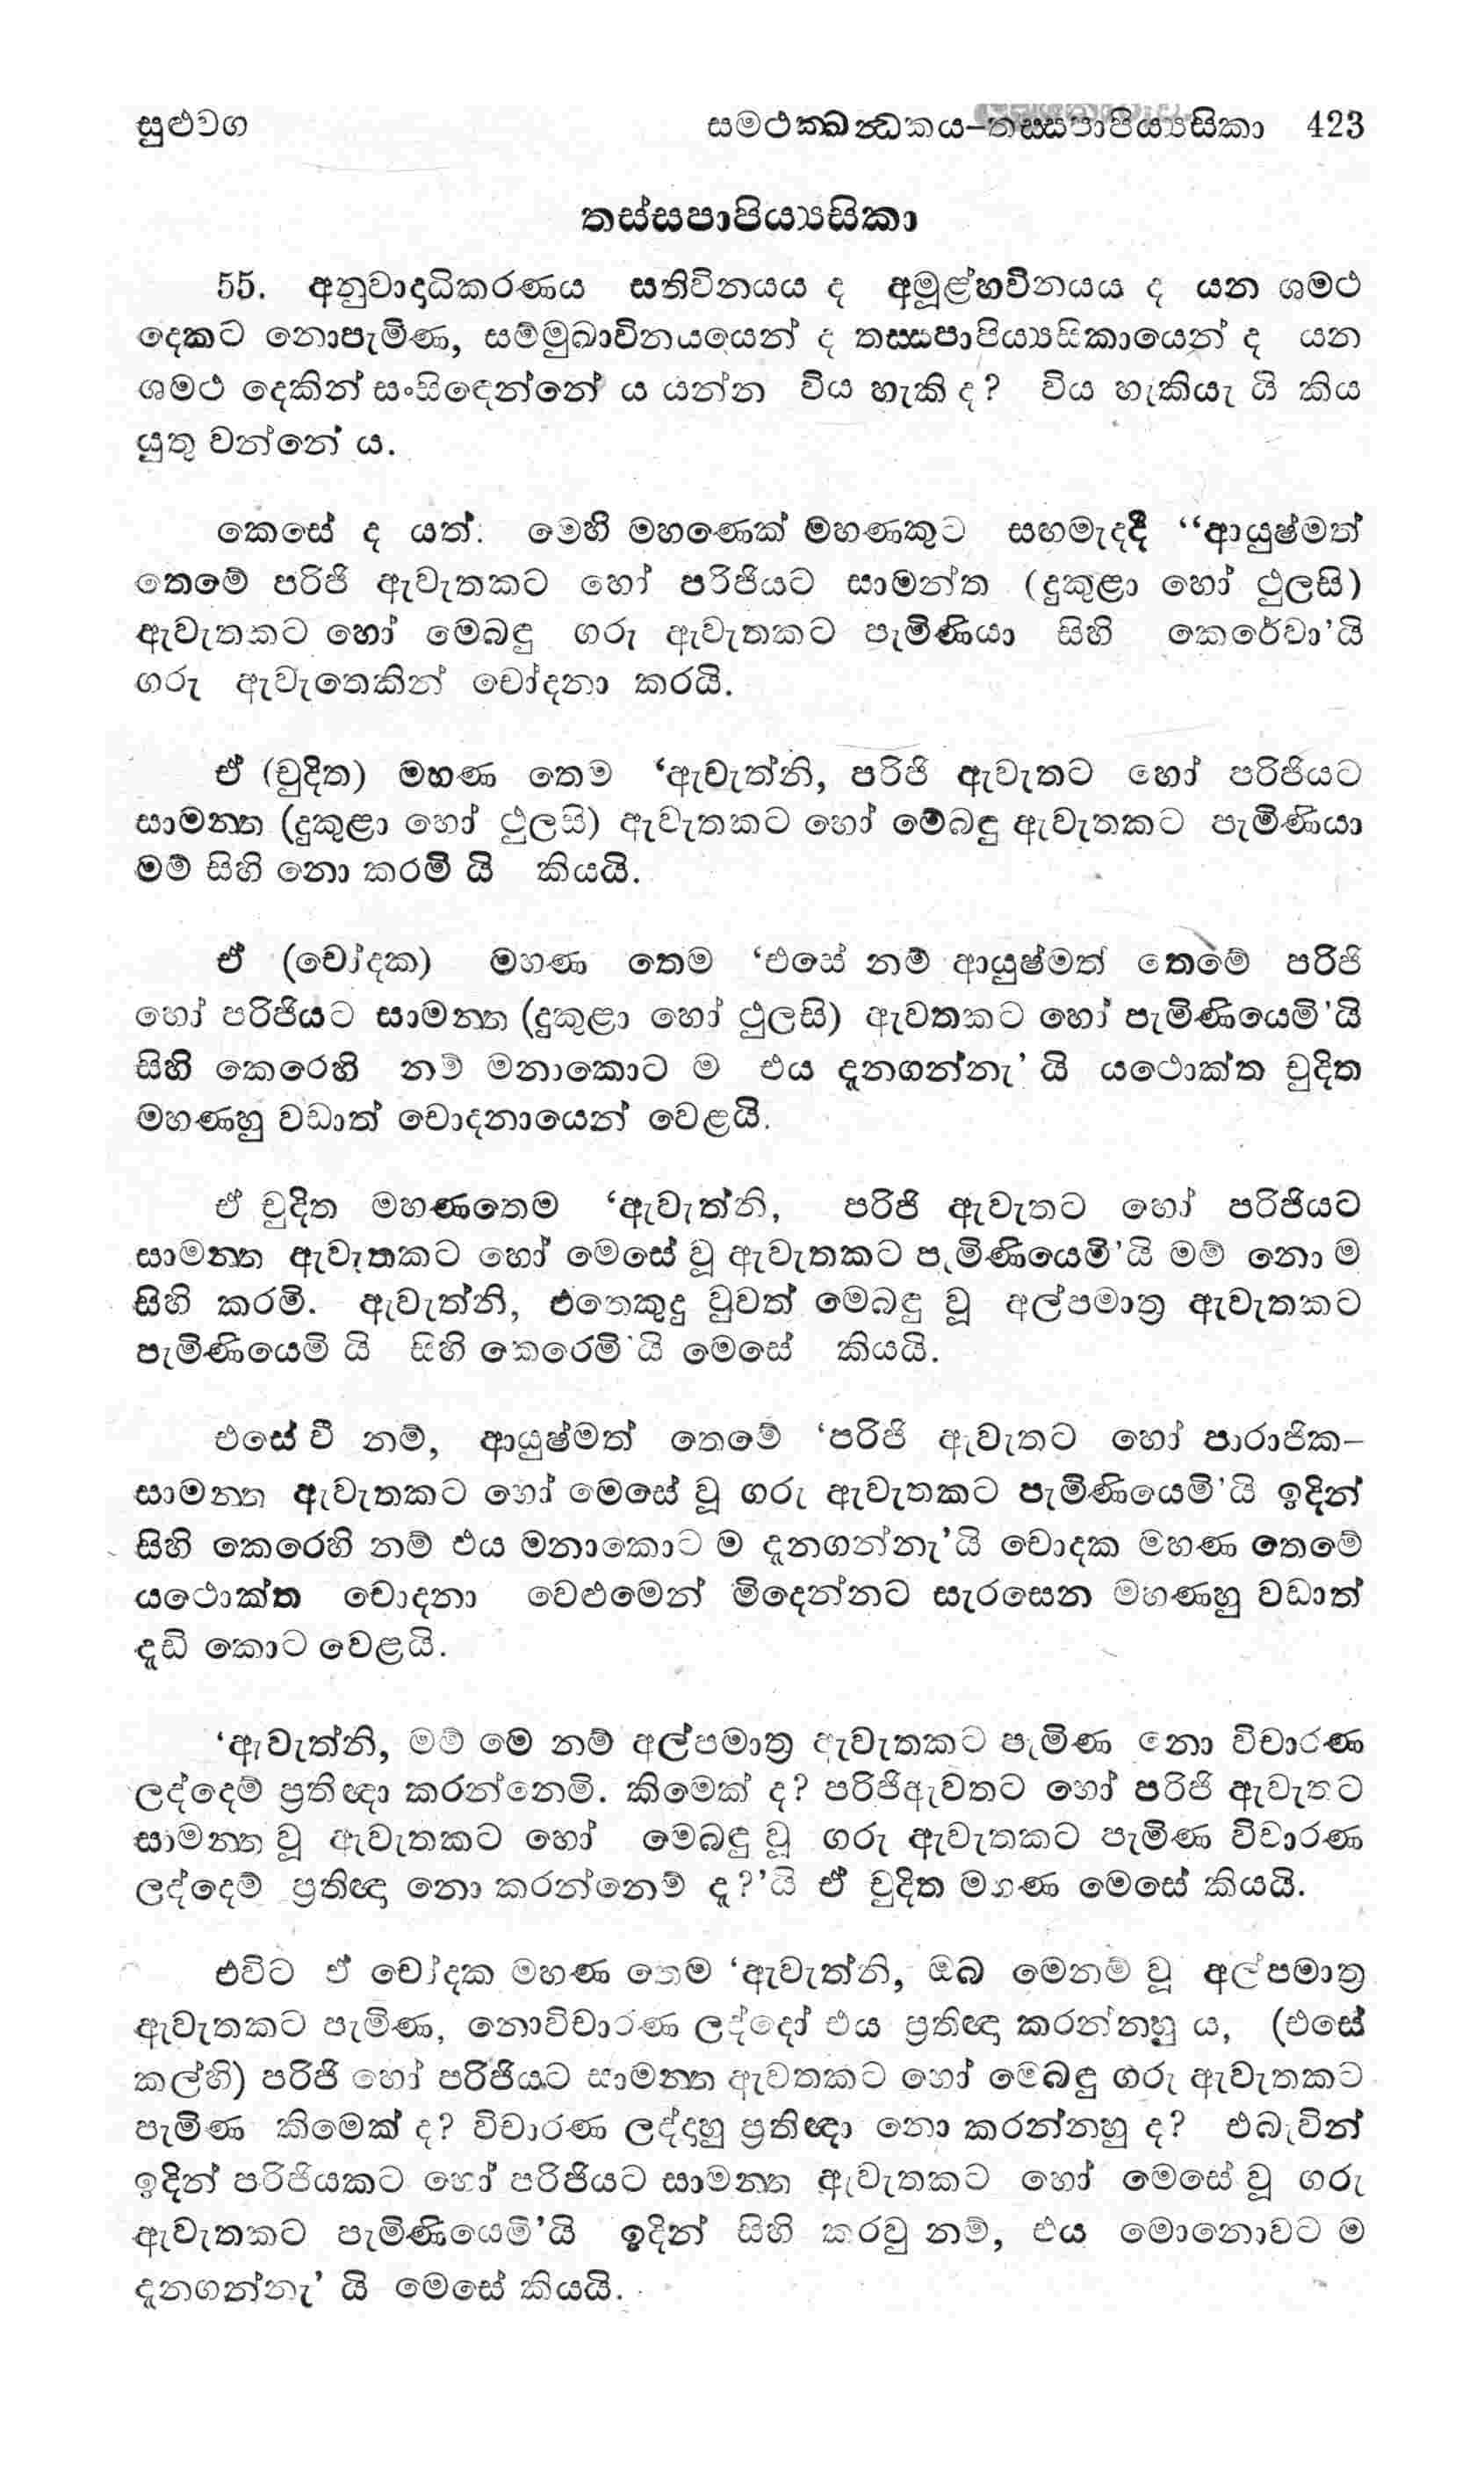 සුළුවග සමථක්ඛන්ධකය–තස්සපාපිය්‍යසිකා 423
තස්සපාපිය්‍යසිකා
55. අනුවාදාධිකරණය සතිවිනයය ද අමූළ්හවිනයය ද යන ශමථ
දෙකට නොපැමිණ, සම්මුඛාවිනයයෙන් ද තස්සපාපිය්‍යසිකායෙන් ද යන
ශමථ දෙකින් සංසිඳෙන්නේ ය යන්න විය හැකි ද? විය හැකියැ යි කිය
යුතු වන්නේ ය.
කෙසේ ද යත්: මෙහි මහණෙක් මහණකුට සඟමැදදී “ආයුෂ්මත්
තෙමේ පරිජි ඇවැතකට හෝ පරිජියට සාමන්ත (දුකුළා හෝ ථුලසි)
ඇවැතකට හෝ මෙබඳු ගරු ඇවැතකට පැමිණියා සිහි කෙරේවා’යි
ගරු ඇවැතෙකින් චෝදනා කරයි.
ඒ (චුදිත) මහණ තෙම ‘ඇවැත්නි, පරිජි ඇවැතට හෝ පරිජියට
සාමන්ත (දුකුළා හෝ ථුලසි) ඇවැතකට හෝ මේබඳු ඇවැතකට පැමිණියා
මම් සිහි නො කරමි යි කියයි.
ඒ (චෝදක) මහණ තෙම ‘එසේ නම් ආයුෂ්මත් තෙමේ පරිජි
හෝ පරිජියට සාමන්ත (දුකුළා හෝ ථුලසි) ඇවතකට හෝ පැමිණියෙමි’යි
සිහි කෙරෙහි නම් මනාකොට ම එය දැනගන්නැ’ යි යථොක්ත චුදිත
මහණහු වඩාත් චොදනායෙන් වෙළයි.
ඒ චුදිත මහණතෙම ‘ඇවැත්නි, පරිජි ඇවැතට හෝ පරිජියට
සාමන්ත ඇවැතකට හෝ මෙසේ වූ ඇවැතකට පැමිණියෙමි’යි මම් නො ම
සිහි කරමි. ඇවැත්නි, එතෙකුදු වුවත් මෙබඳු වූ අල්පමාත්‍ර ඇවැතකට
පැමිණියෙමි යි සිහි කෙරෙමි’යි මෙසේ කියයි.
එසේ වී නම්, ආයුෂ්මත් තෙමේ ‘පරිජි ඇවැතට හෝ පාරාජික–
සාමන්ත ඇවැතකට හෝ මෙසේ වූ ගරු ඇවැතකට පැමිණියෙමි’යි ඉදින්
සිහි කෙරෙහි නම් එය මනාකොට ම දැනගන්නැ’යි චොදක මහණ තෙමේ
යථොක්ත චොදනා වෙළුමෙන් මිදෙන්නට සැරසෙන මහණහු වඩාත්
දැඩි කොට වෙළයි.
‘ඇවැත්නි, මම් මෙ නම් අල්පමාත්‍ර ඇවැතකට පැමිණ නො විචාරණ
ලද්දෙම් ප්‍රතිඥා කරන්නෙමි. කිමෙක් ද? පරිජිඇවතට හෝ පරිජි ඇවැතට
සාමන්ත වූ ඇවැතකට හෝ මෙබඳු වූ ගරු ඇවැතකට පැමිණ විචාරණ
ලද්දෙම් ප්‍රතිඥා නො කරන්නෙම් දැ?’යි ඒ චුදිත මහණ මෙසේ කියයි.
එවිට ඒ චෝදක මහණ තෙම ‘ඇවැත්නි, ඔබ මෙනම් වූ අල්පමාත්‍ර
ඇවැතකට පැමිණ, නොවිචාරණ ලද්දෝ එය ප්‍රතිඥා කරන්නහු ය, (එසේ
කල්හි) පරිජි හෝ පරිජියට සාමන්ත ඇවතකට හෝ මෙබඳු ගරු ඇවැතකට
පැමිණ කිමෙක් ද? විචාරණ ලද්දාහු ප්‍රතිඥා නො කරන්නහු ද? එබැවින්
ඉදින් පරිජියකට හෝ පරිජියට සාමන්ත ඇවැතකට හෝ මෙසේ වූ ගරු
ඇවැතකට පැමිණියෙමි’යි ඉදින් සිහි කරවු නම්, එය මොනොවට ම
දැනගන්නැ’ යි මෙසේ කියයි.